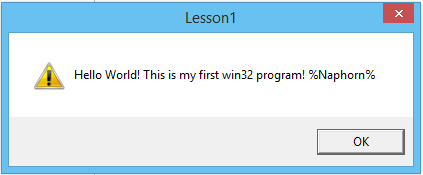 Lesson1
Hello World! This is my first win32 program! %Naphorn%
OK